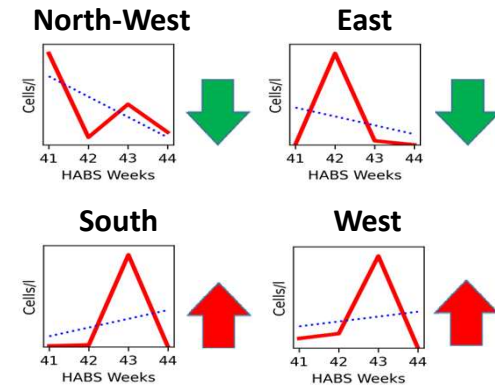 North-West
Cells/l
41 42 43 44
HABS Weeks
East
Cells/l
41 42 43 44
HABS Weeks
South
Cells/l
41 42 43 44
HABS Weeks
West
Cells/l
41 42 43 44
HABS Weeks